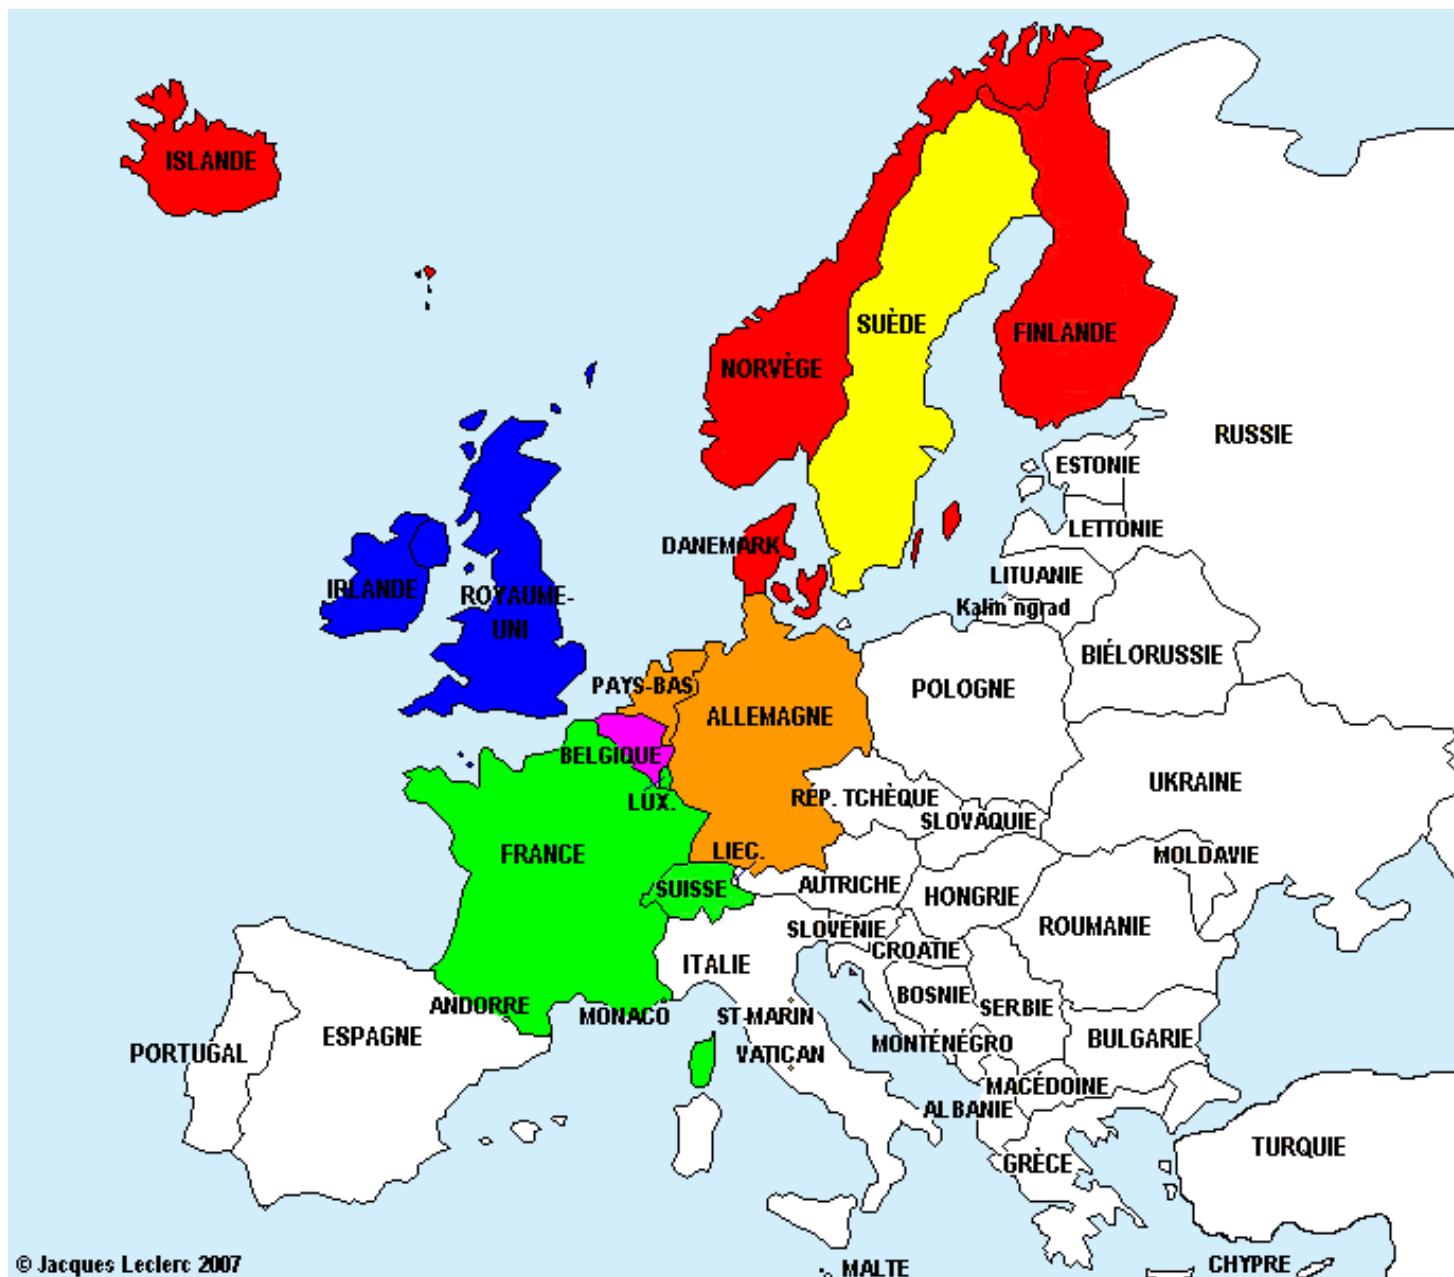 ISLANDE
SUÈDE
FINLANDE
NORVÈGE
RUSSIE
ESTONIE
LETTONIE
DANEMARK
LITUANIE
IRLANDE
ROYAUME-
UNI
Kalin ngrad
BIÉLORUSSIE
PAYS-BAS
POLOGNE
ALLEMAGNE
BELGIQUE
UKRAINE
LUX.
RÉP. TCHÈQUE
SLOVAQUIE
FRANCE
LIEC.
MOLDAVIE
SUISSE
AUTRICHE
HONGRIE
ROUMANIE
SLOVÉNIE
CROATIE
ITALIE
BOSNIE
SERBIE
ANDORRE
MONACO
ST-MARIN
ESPAGNE
BULGARIE
PORTUGAL
VATICAN
MONTÉNÉGRO
MACÉDOINE
ALBANIE
TURQUIE
GRÈCE
© Jacques Leclerc 2007
MALTE
CHYPRE